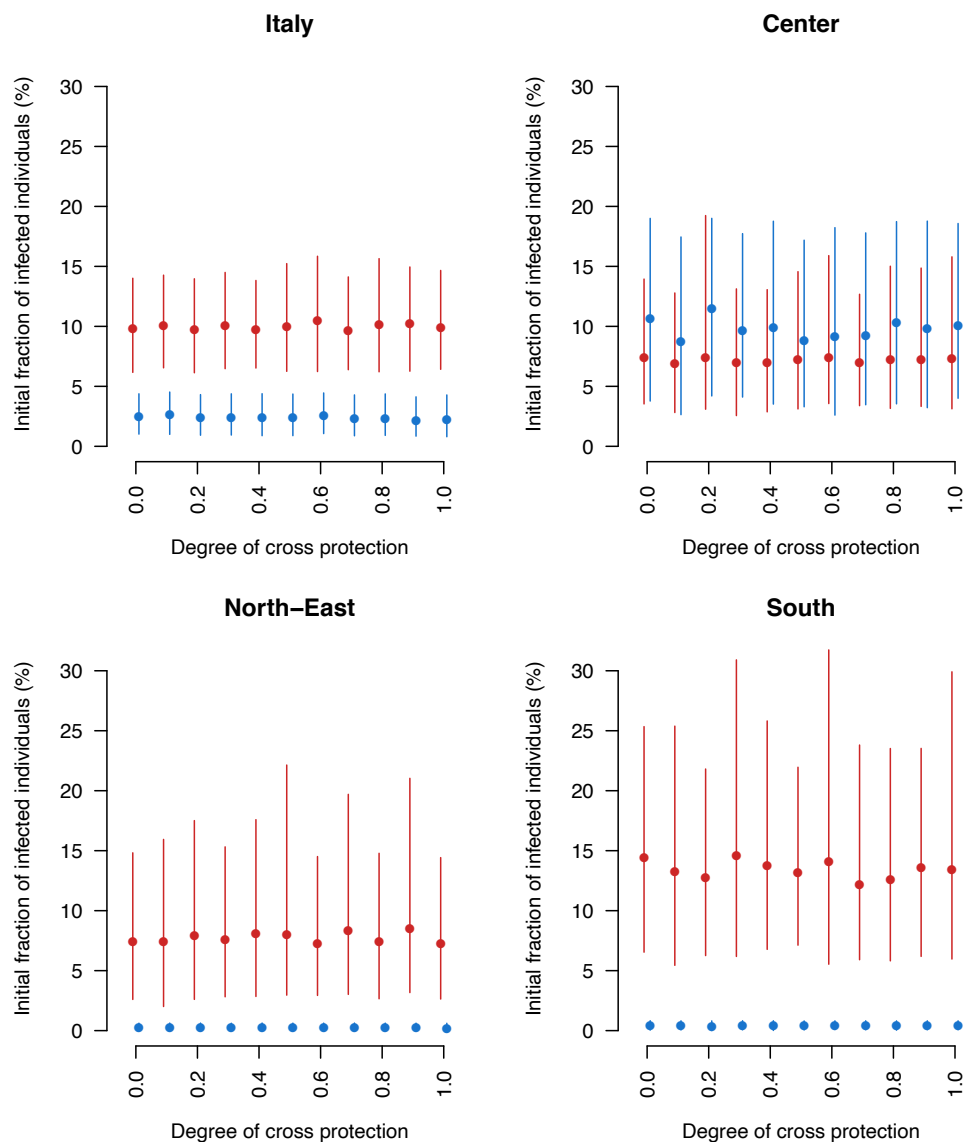 Italy
Initial fraction of infected individuals (%)
30
25
20
15
10
5
0
0.0 0.2 0.4 0.6 0.8 1.0
Degree of cross protection
Center
Initial fraction of infected individuals (%)
30
25
20
15
10
5
0
0.0 0.2 0.4 0.6 0.8 1.0
Degree of cross protection
North−East
Initial fraction of infected individuals (%)
30
25
20
15
10
5
0
0.0 0.2 0.4 0.6 0.8 1.0
Degree of cross protection
South
Initial fraction of infected individuals (%)
30
25
20
15
10
5
0
0.0 0.2 0.4 0.6 0.8 1.0
Degree of cross protection